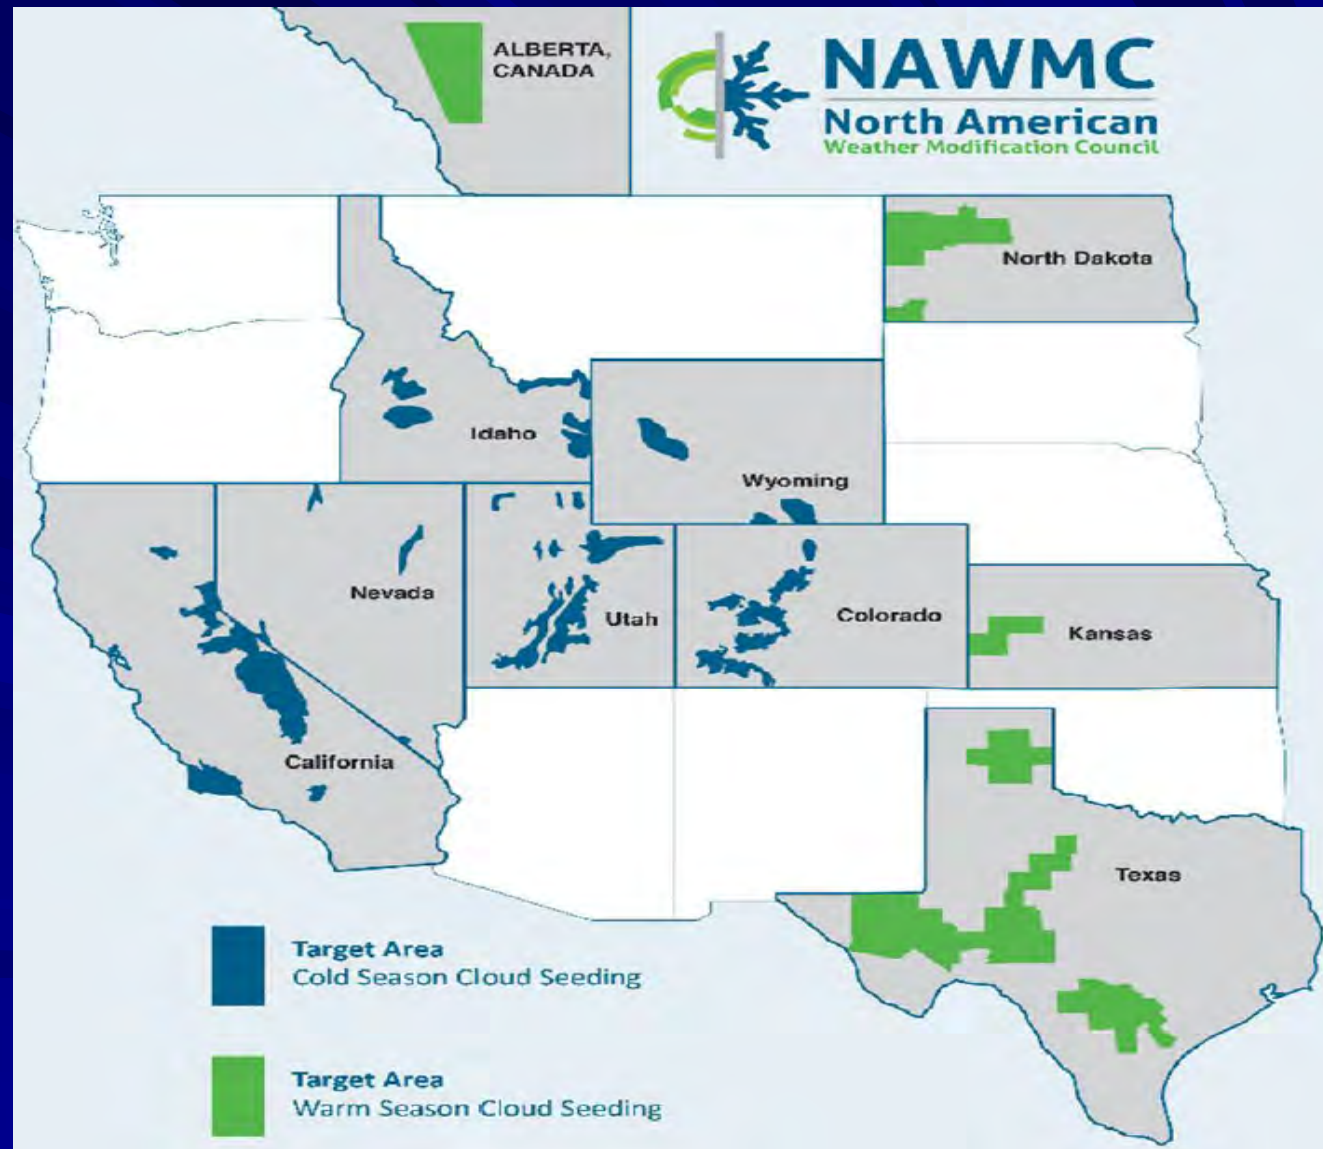 ALBERTA,
CANADA
NAWMC
North American
Weather Modification Council
North Dakota
Idaho
Wyoming
Nevada
Utah
Colorado
Kansas
California
Texas
Target Area
Cold Season Cloud Seeding
Target Area
Warm Season Cloud Seeding